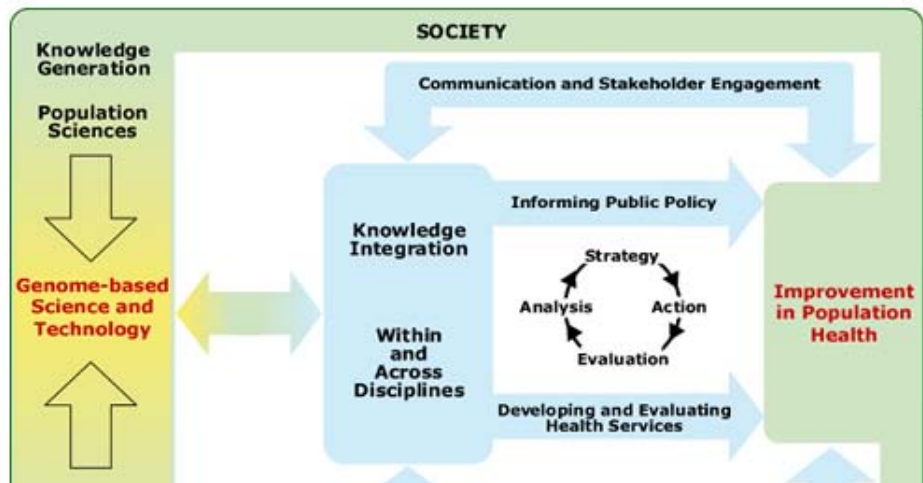 SOCIETY
Knowledge
Generation
Population
Sciences
Genome-based
Science and
Technology
Communication and Stakeholder Engagement
Knowledge
Integration
Within
and
Across
Disciplines
Informing Public Policy
Strategy
Analysis
Action
Evaluation
Developing and Evaluating
Health Services
Improvement
in Population
Health